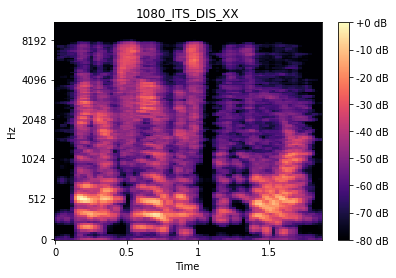 1080_ITS_DIS_XX
+0 dB
8192
-10 dB
4096
-20 dB
-30 dB
2048
-40 dB
Hz
1024
-50 dB
-60 dB
512
-70 dB
0
-80 dB
0 0.5 1 1.5
Time